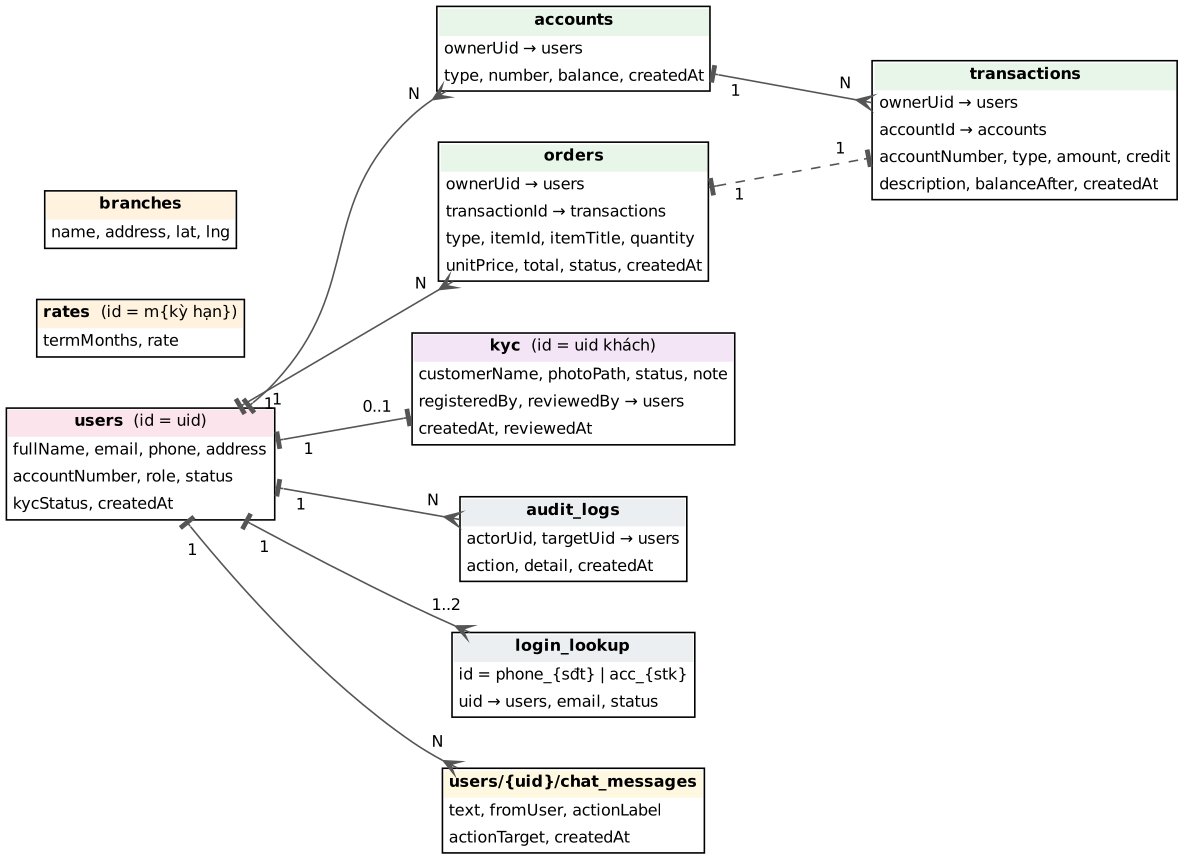 accounts
ownerUid → users
type, number, balance, createdAt
N
1
N
transactions
ownerUid → users
accountId → accounts
accountNumber, type, amount, credit
description, balanceAfter, createdAt
orders
ownerUid → users
transactionId → transactions
type, itemId, itemTitle, quantity
unitPrice, total, status, createdAt
1
1
N
branches
name, address, lat, lng
rates (id = m{kỳ hạn})
termMonths, rate
kyc (id = uid khách)
customerName, photoPath, status, note
registeredBy, reviewedBy → users
createdAt, reviewedAt
1
1
0..1
1
users (id = uid)
fullName, email, phone, address
accountNumber, role, status
kycStatus, createdAt
1
N
audit_logs
actorUid, targetUid → users
action, detail, createdAt
1
1
1..2
login_lookup
id = phone_{sđt} | acc_{stk}
uid → users, email, status
N
users/{uid}/chat_messages
text, fromUser, actionLabel
actionTarget, createdAt